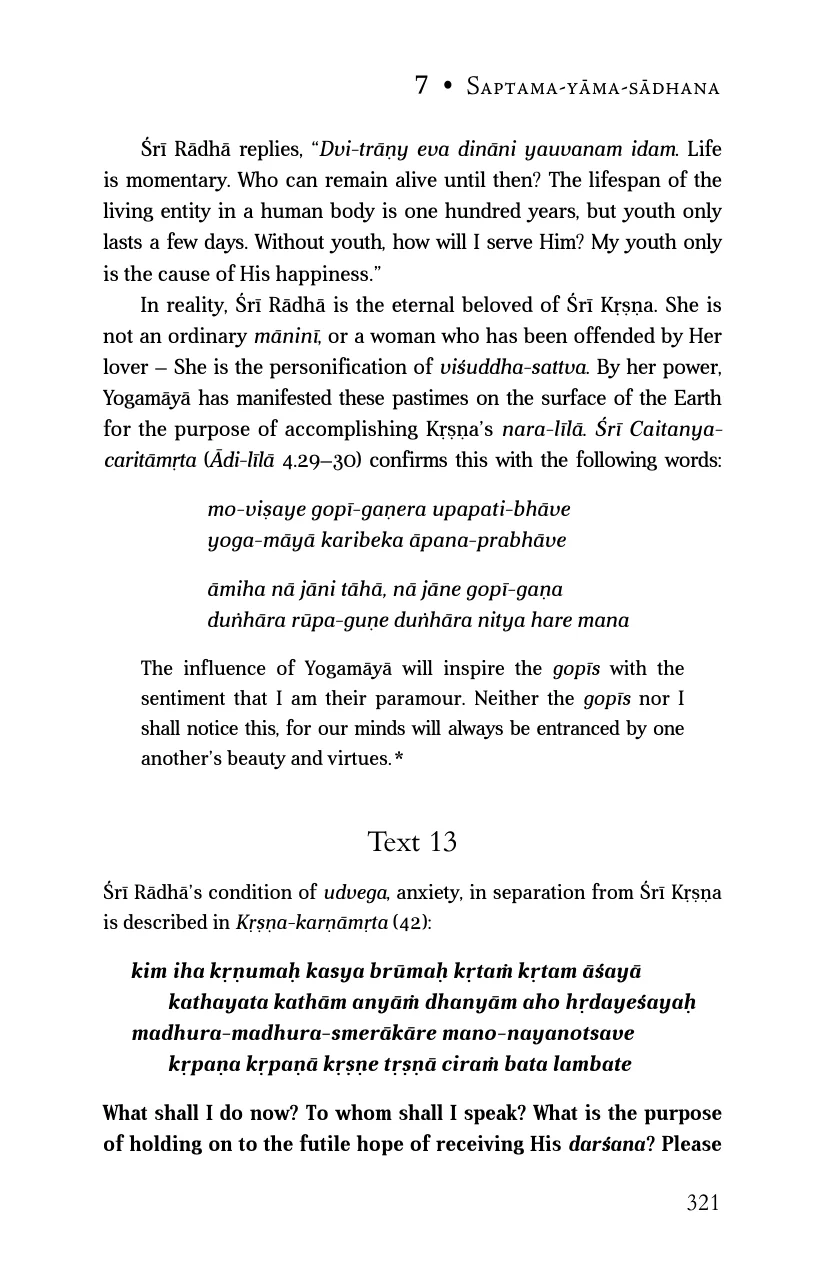 7 • Saptama-yāma-sādhana
Śrī Rādhā replies, “Dvi-trāṇy eva dināni yauvanam idam. Life
is momentary. Who can remain alive until then? The lifespan of the
living entity in a human body is one hundred years, but youth only
lasts a few days. Without youth, how will I serve Him? My youth only
is the cause of His happiness.”
In reality, Śrī Rādhā is the eternal beloved of Śrī Kṛṣṇa. She is
not an ordinary māninī, or a woman who has been offended by Her
lover – She is the personification of viśuddha-sattva. By her power,
Yogamāyā has manifested these pastimes on the surface of the Earth
for the purpose of accomplishing Kṛṣṇa’s nara-līlā. Śrī Caitanya-
caritāmṛta (Ādi-līlā 4.29–30) confirms this with the following words:
mo-viṣaye gopī-gaṇera upapati-bhāve
yoga-māyā karibeka āpana-prabhāve
āmiha nā jāni tāhā, nā jāne gopī-gaṇa
duṅhāra rūpa-guṇe duṅhāra nitya hare mana
The influence of Yogamāyā will inspire the gopīs with the
sentiment that I am their paramour. Neither the gopīs nor I
shall notice this, for our minds will always be entranced by one
another’s beauty and virtues.*
Text 13
Śrī Rādhā’s condition of udvega, anxiety, in separation from Śrī Kṛṣṇa
is described in Kṛṣṇa-karṇāmṛta (42):
kim iha kṛṇumaḥ kasya brūmaḥ kṛtaṁ kṛtam āśayā
kathayata kathām anyāṁ dhanyām aho hṛdayeśayaḥ
madhura-madhura-smerākāre mano-nayanotsave
kṛpaṇa kṛpaṇā kṛṣṇe tṛṣṇā ciraṁ bata lambate
What shall I do now? To whom shall I speak? What is the purpose
of holding on to the futile hope of receiving His darśana? Please
321